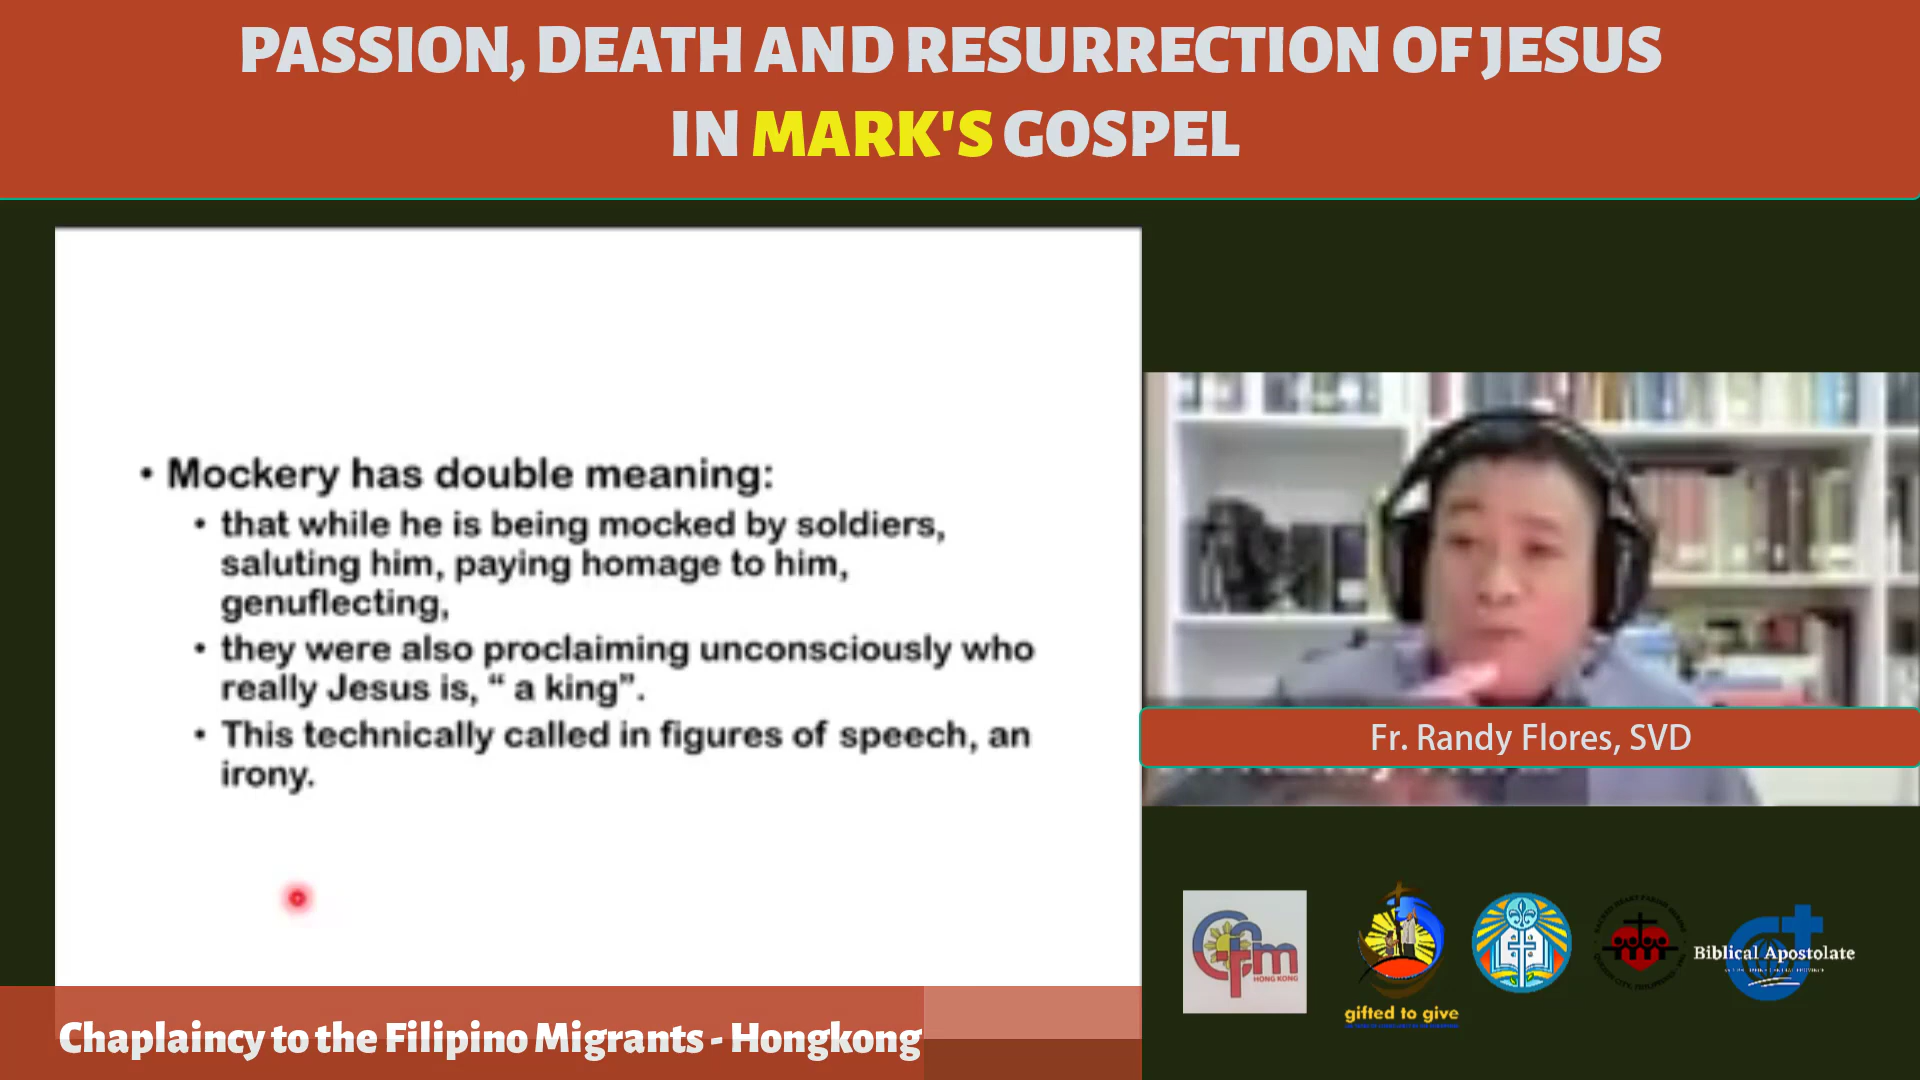 PASSION, DEATH AND RESURRECTION OF JESUS
IN MARK'S GOSPEL
• Mockery has double meaning:
• that while he is being mocked by soldiers,
saluting him, paying homage to him,
genuflecting,
• they were also proclaiming unconsciously who
really Jesus is, “ a king”.
• This technically called in figures of speech, an
irony.
Fr. Randy Flores, SVD
cfm
HONG KONG
gifted to give
Biblical Apostolate
Chaplaincy to the Filipino Migrants - Hongkong